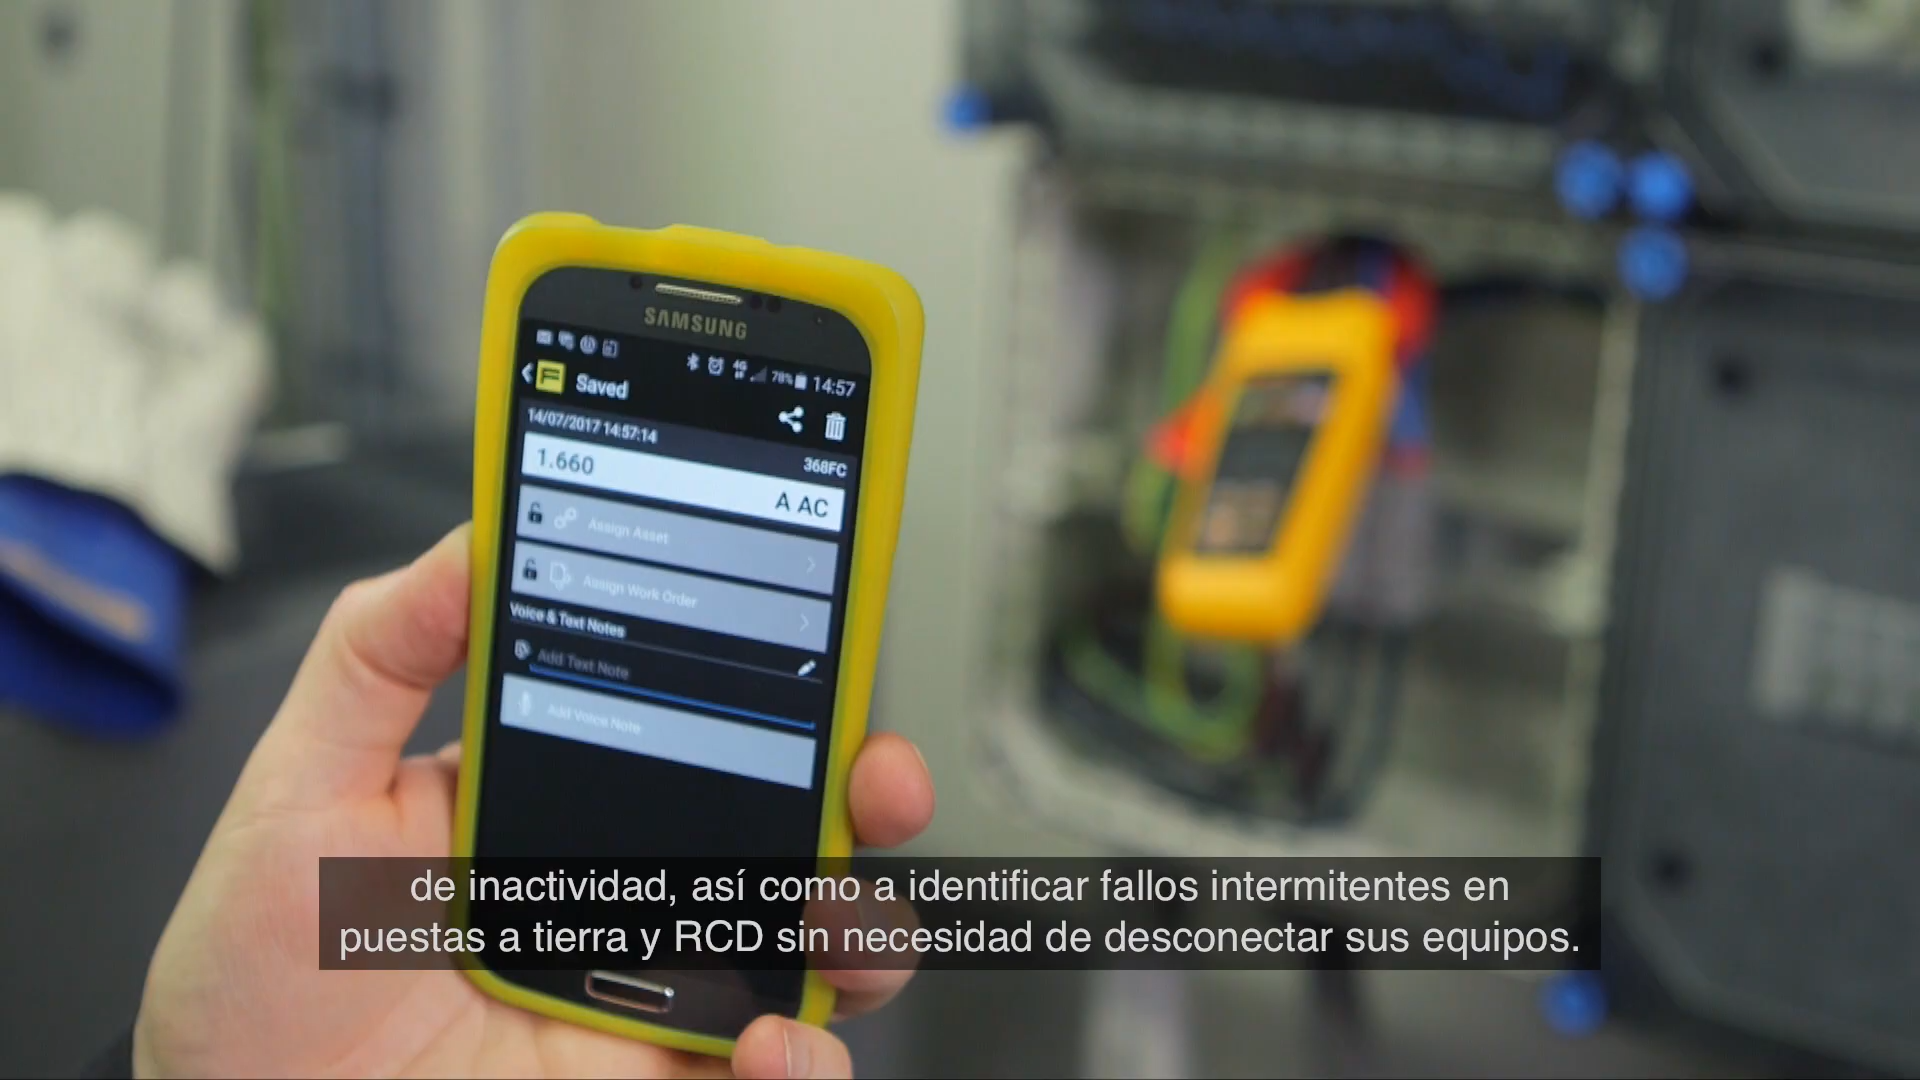 SAMSUNG
4G 78% 14:57
Saved
14/07/2017 14:57:14
368FC
1.660
A AC
Assign Asset
Assign Work Order
Voice & Text Notes
Add Text Note
Add Voice Note
de inactividad, así como a identificar fallos intermitentes en
puestas a tierra y RCD sin necesidad de desconectar sus equipos.